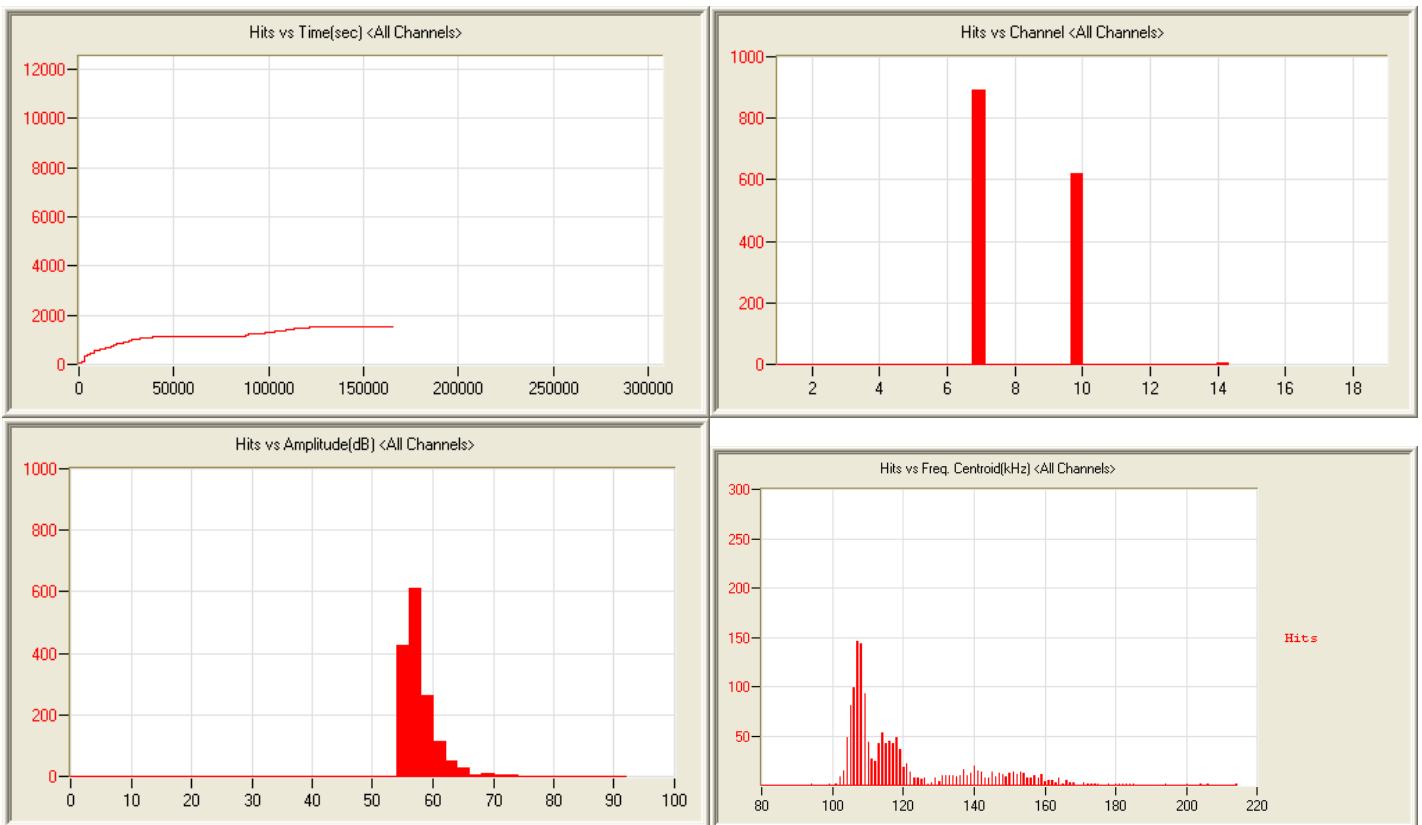 Hits vs Time(sec) <All Channels>
12000
10000
8000
6000
4000
2000
0
0 50000 100000 150000 200000 250000 300000
Hits vs Channel <All Channels>
1000
800
600
400
200
0
2 4 6 8 10 12 14 16 18
Hits vs Amplitude(dB) <All Channels>
1000
800
600
400
200
0
0 10 20 30 40 50 60 70 80 90 100
Hits vs Freq. Centroid(kHz) <All Channels>
300
250
200
150
100
50
80 100 120 140 160 180 200 220
Hits